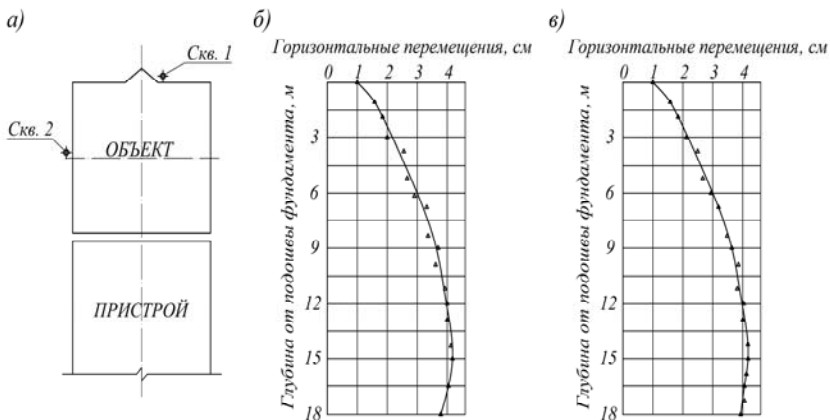 а)
Скв. 1
Скв. 2
ОБЪЕКТ
ПРИСТРОЙ
б)
Горизонтальные перемещения, см
0 1 2 3 4
Глубина от подошвы фундамента, м
3
6
9
12
15
18
в)
Горизонтальные перемещения, см
0 1 2 3 4
Глубина от подошвы фундамента, м
3
6
9
12
15
18